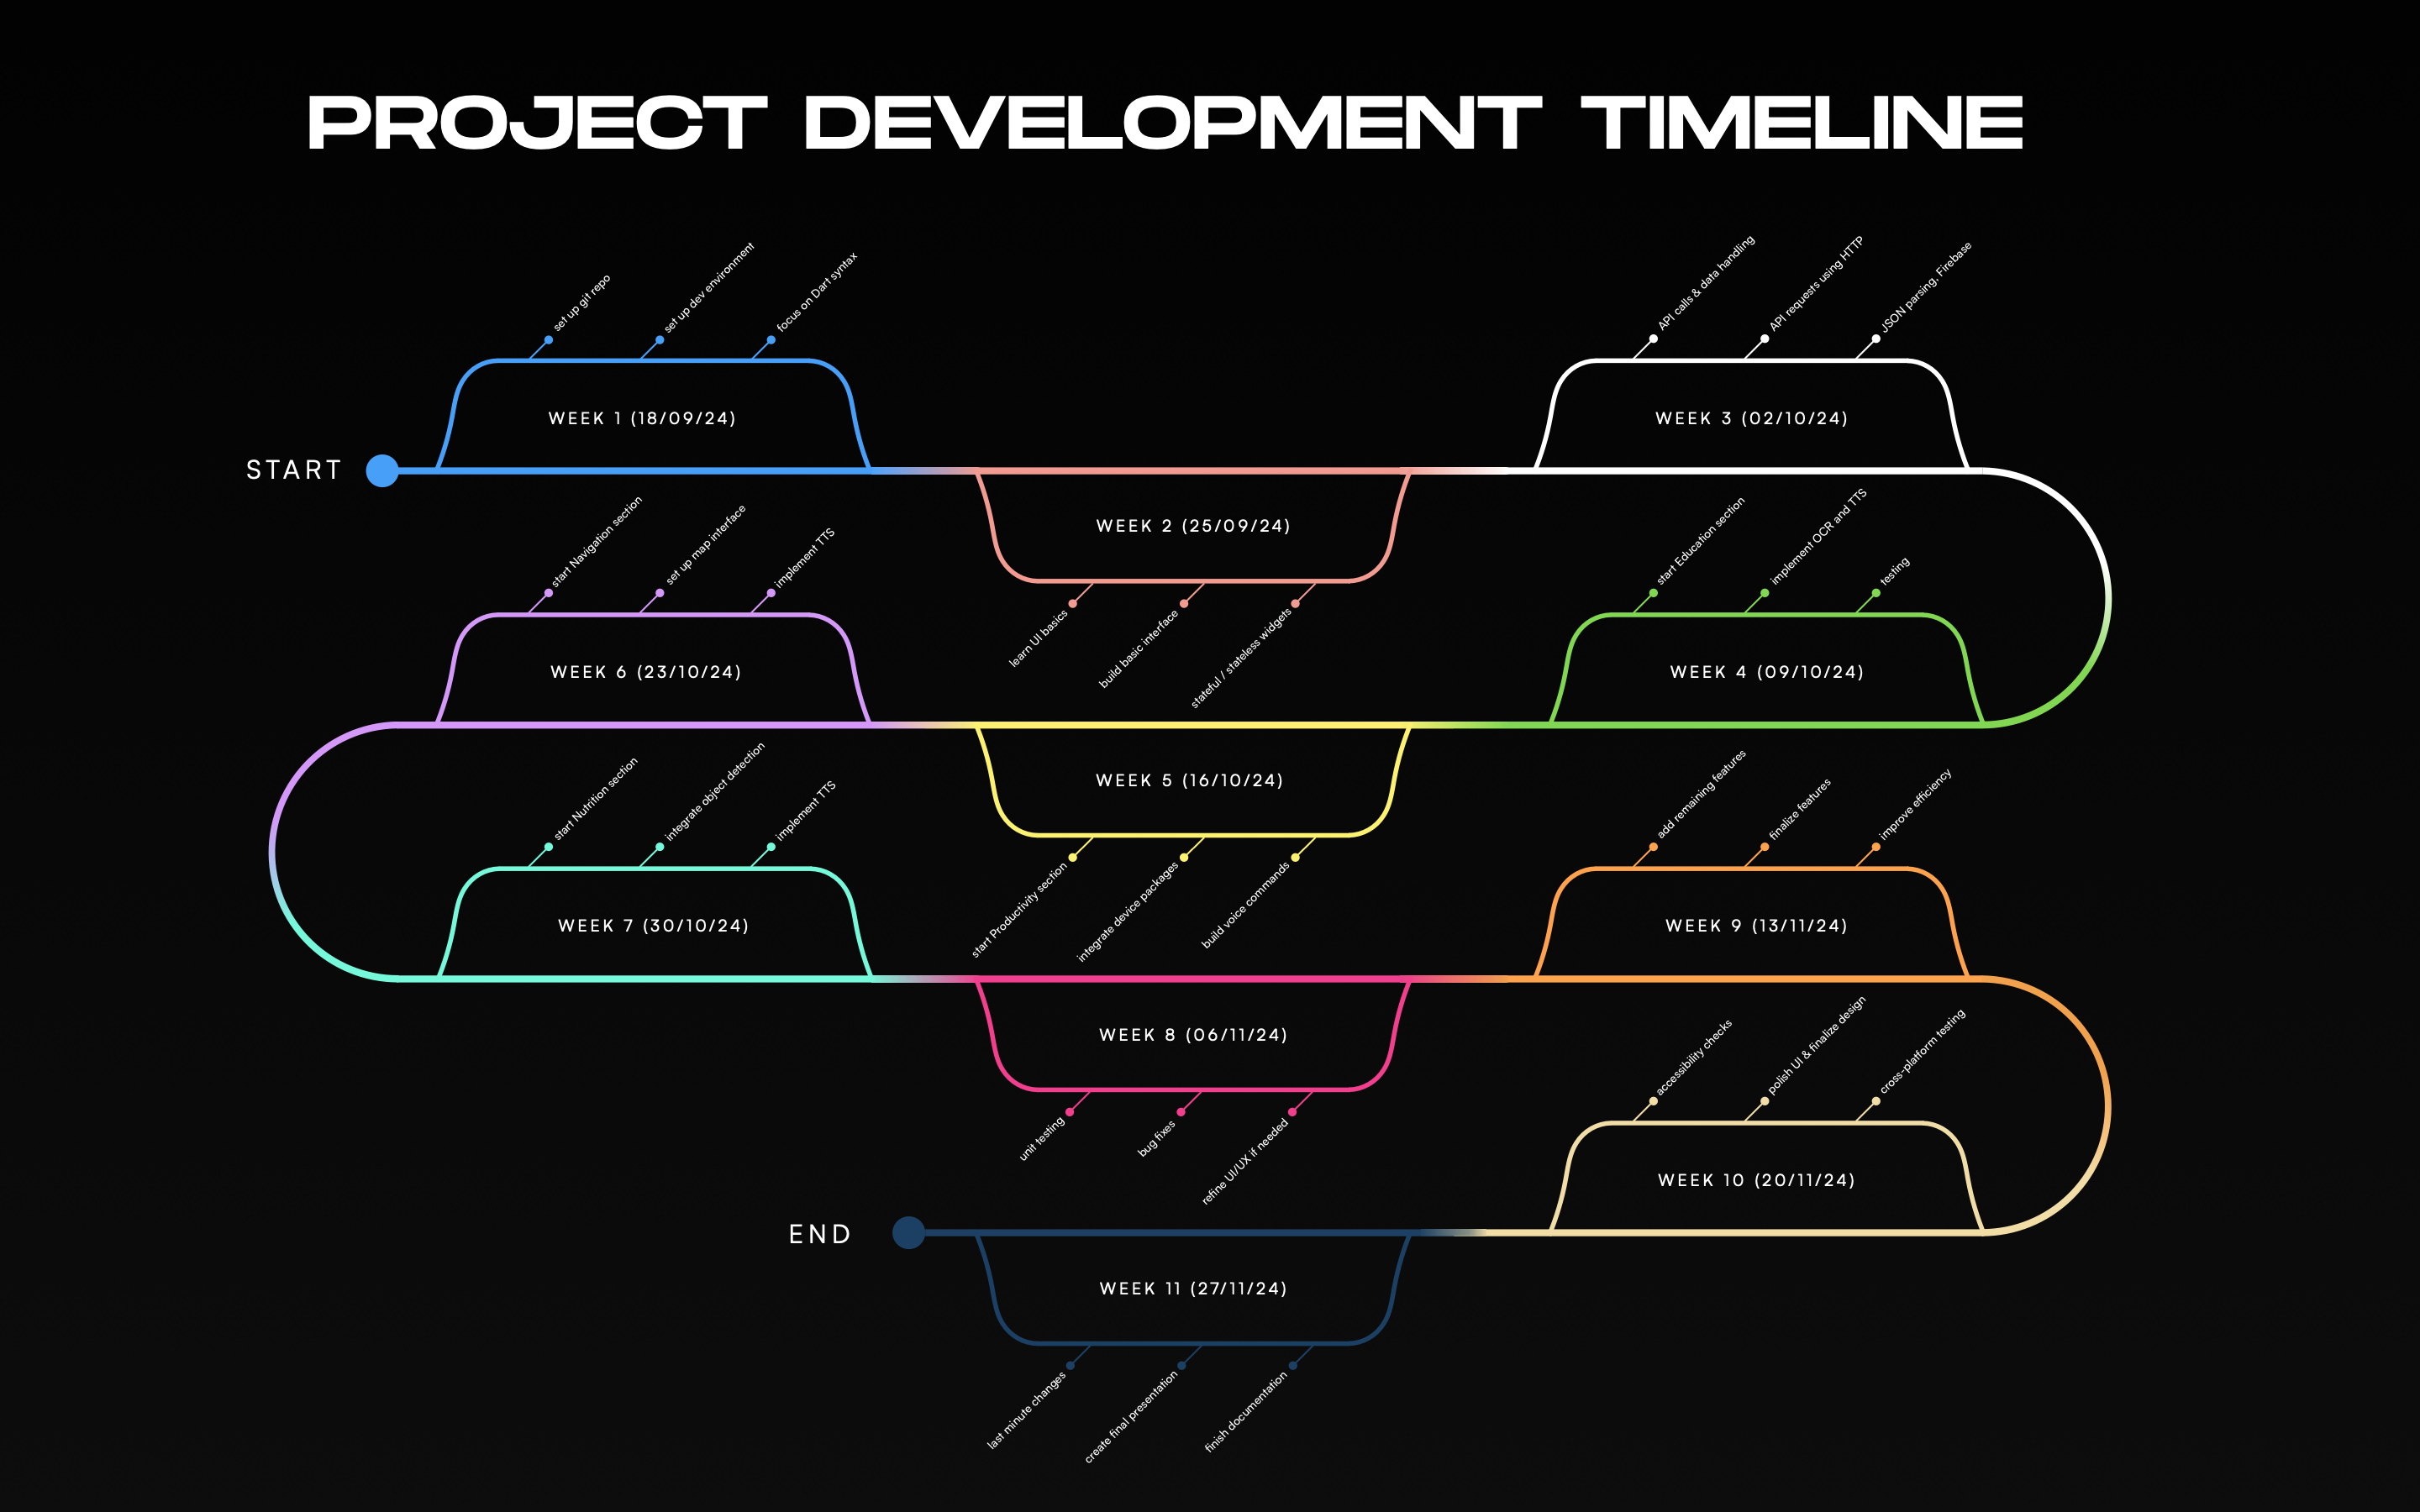 PROJECT DEVELOPMENT TIMELINE
START
set up git repo
set up dev environment
focus on Dart syntax
WEEK 1 (18/09/24)
WEEK 2 (25/09/24)
learn UI basics
build basic interface
stateful / stateless widgets
API calls & data handling
API requests using HTTP
JSON parsing, Firebase
WEEK 3 (02/10/24)
start Education section
implement OCR and TTS
testing
WEEK 4 (09/10/24)
WEEK 5 (16/10/24)
start Productivity section
integrate device packages
build voice commands
start Navigation section
set up map interface
implement TTS
WEEK 6 (23/10/24)
start Nutrition section
integrate object detection
implement TTS
WEEK 7 (30/10/24)
WEEK 8 (06/11/24)
unit testing
bug fixes
refine UI/UX if needed
add remaining features
finalize features
improve efficiency
WEEK 9 (13/11/24)
accessibility checks
polish UI & finalize design
cross-platform testing
WEEK 10 (20/11/24)
WEEK 11 (27/11/24)
last minute changes
create final presentation
finish documentation
END